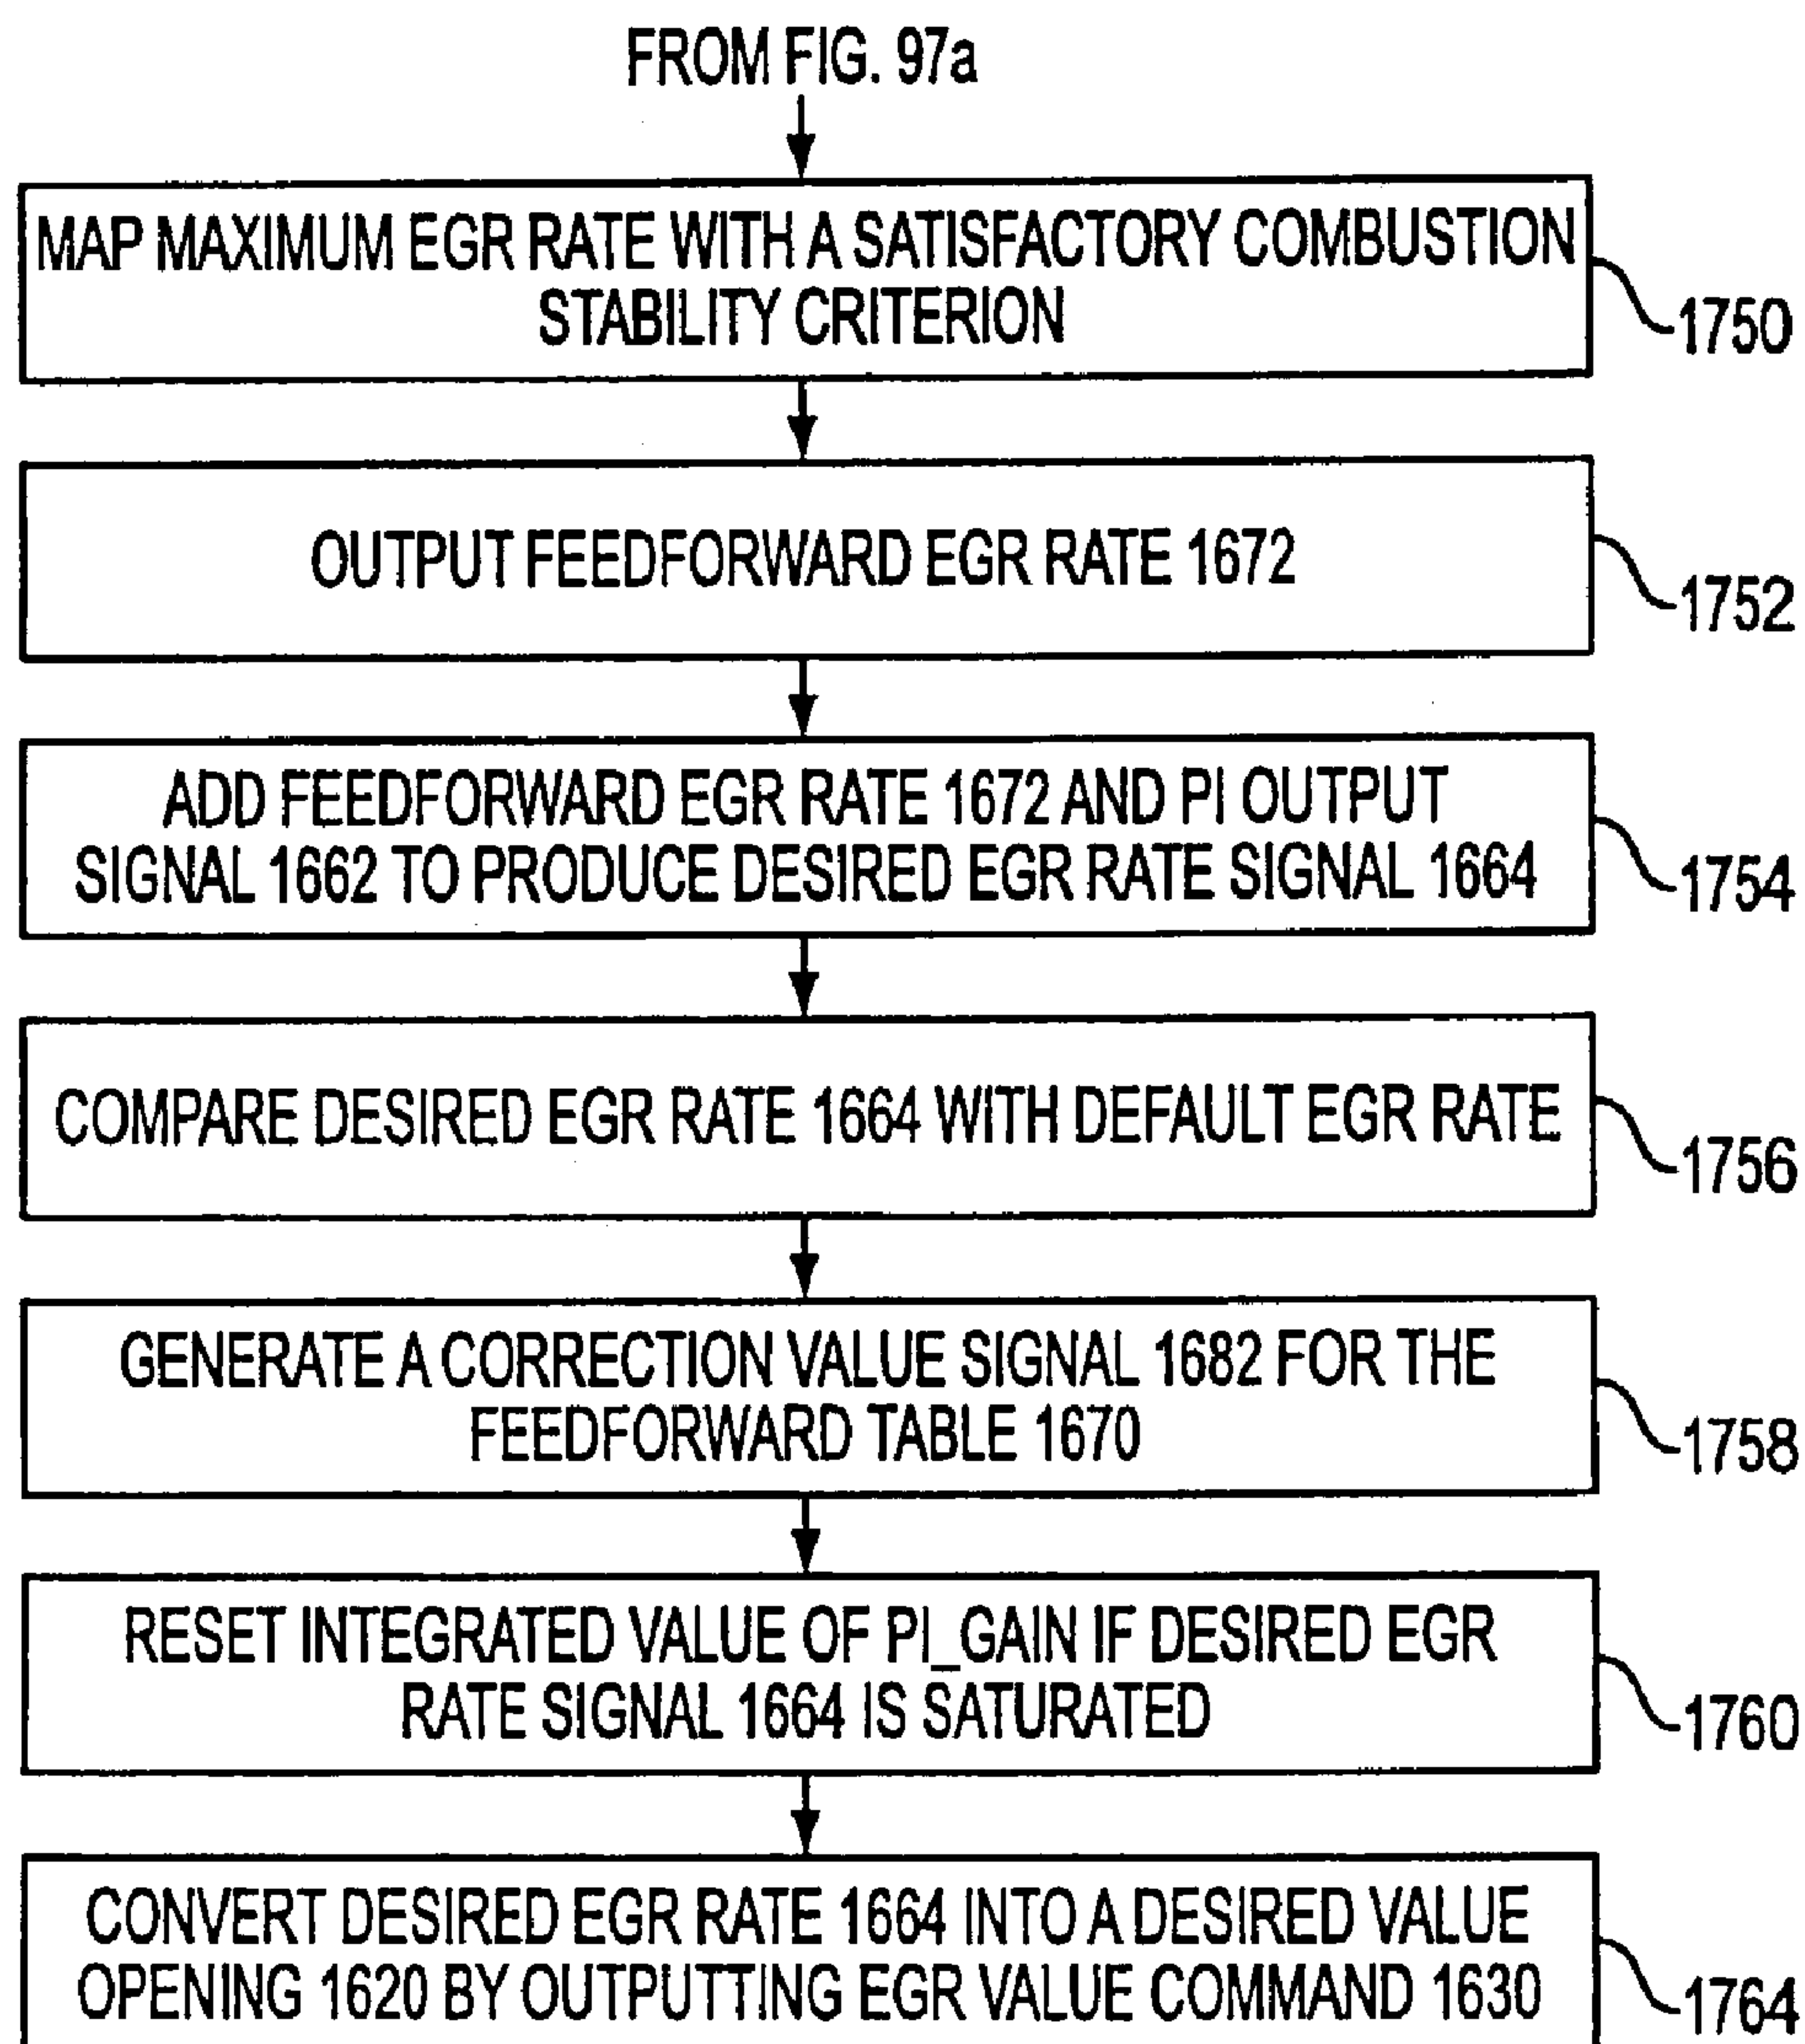 FROM FIG. 97a
MAP MAXIMUM EGR RATE WITH A SATISFACTORY COMBUSTION
STABILITY CRITERION
1750
OUTPUT FEEDFORWARD EGR RATE 1672
1752
ADD FEEDFORWARD EGR RATE 1672 AND PI OUTPUT
SIGNAL 1662 TO PRODUCE DESIRED EGR RATE SIGNAL 1664
1754
COMPARE DESIRED EGR RATE 1664 WITH DEFAULT EGR RATE
1756
GENERATE A CORRECTION VALUE SIGNAL 1682 FOR THE
FEEDFORWARD TABLE 1670
1758
RESET INTEGRATED VALUE OF PI_GAIN IF DESIRED EGR
RATE SIGNAL 1664 IS SATURATED
1760
CONVERT DESIRED EGR RATE 1664 INTO A DESIRED VALUE
OPENING 1620 BY OUTPUTTING EGR VALUE COMMAND 1630
1764